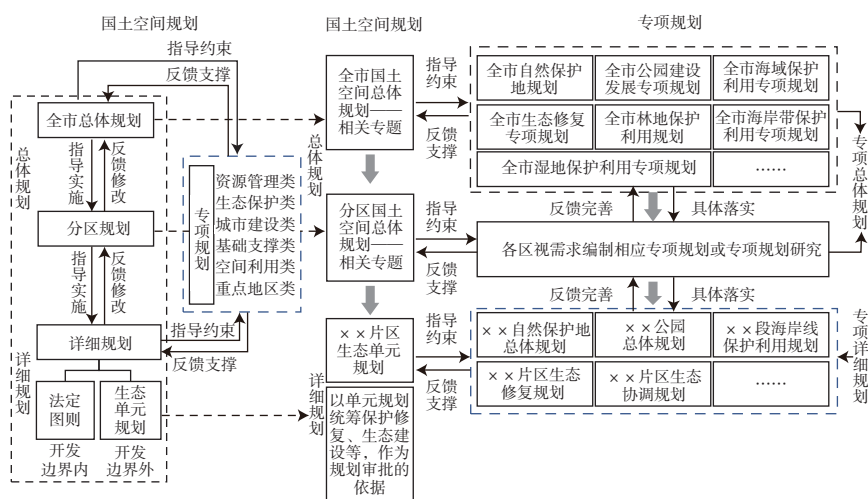 国土空间规划
国土空间规划
专项规划
指导约束
反馈支撑
全市总体规划
总体规划
指导实施
反馈修改
分区规划
指导实施
反馈修改
详细规划
详细规划
法定
图则
生态
单元
规划
开发
边界内
开发
边界外
专项规划
资源管理类
生态保护类
城市建设类
基础支撑类
空间利用类
重点地区类
指导约束
反馈支撑
全市国土
空间总体
规划——
相关专题
总体规划
分区国土
空间总体
规划——
相关专题
××片区
生态单元
规划
详细规划
以单元规划
统筹保护修
复、生态建
设等，作为
规划审批的
依据
指导
约束
反馈
支撑
指导
约束
反馈
支撑
指导
约束
反馈
支撑
全市自然保护
地规划
全市公园建设
发展专项规划
全市海域保护
利用专项规划
全市生态修复
专项规划
全市林地保护
利用规划
全市海岸带保护
利用专项规划
全市湿地保护利用专项规划
……
专项总体规划
反馈完善
具体落实
各区视需求编制相应专项规划或专项规划研究
反馈完善
具体落实
××自然保护地
总体规划
××公园
总体规划
××段海岸线
保护利用规划
××片区生态
修复规划
××片区生态
协调规划
……
专项详细规划